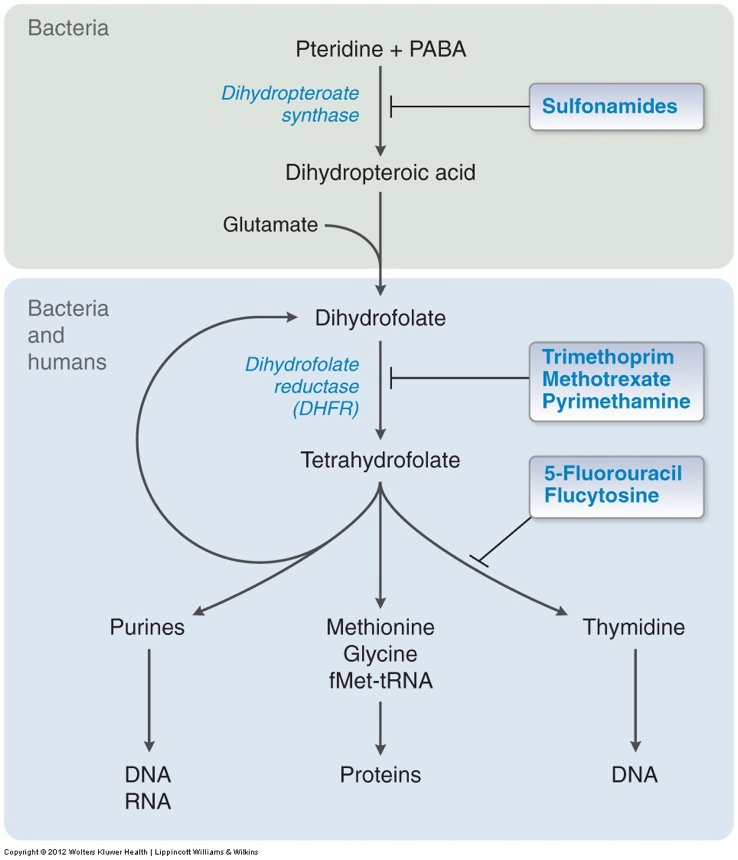 Bacteria
Pteridine + PABA
Dihydropteroate
synthase
Sulfonamides
Dihydropteroic acid
Glutamate
Bacteria
and
humans
Dihydrofolate
Dihydrofolate
reductase
(DHFR)
Trimethoprim
Methotrexate
Pyrimethamine
Tetrahydrofolate
5-Fluorouracil
Flucytosine
Purines
Methionine
Glycine
fMet-tRNA
Thymidine
DNA
RNA
Proteins
DNA
Copyright © 2012 Wolters Kluwer Health | Lippincott Williams & Wilkins